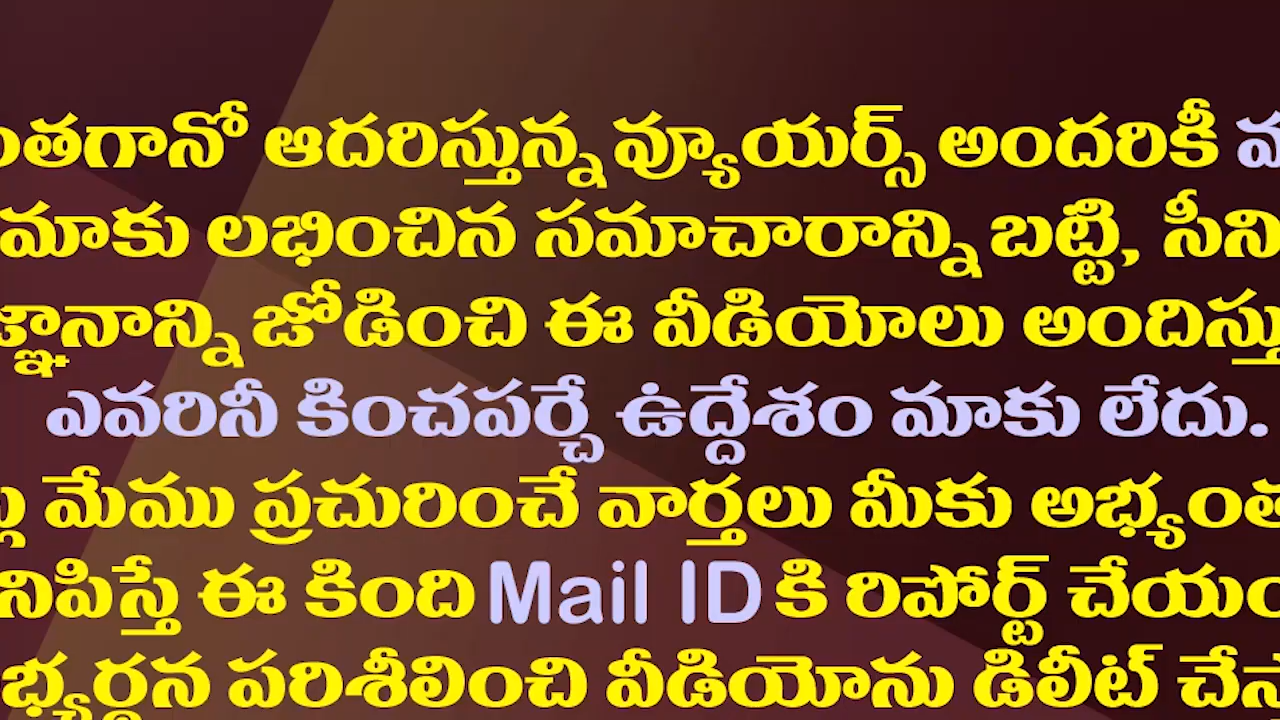 ంతగానో ఆదరిస్తున్న వ్యూయర్స్ అందరికీ
మాకు లభించిన సమాచారాన్ని బట్టి, సీని
జ్ఞానాన్ని జోడించి ఈ వీడియోలు అందిస్తు
ఎవరినీ కించపర్చే ఉద్దేశం మాకు లేదు.
మేము ప్రచురించే వార్తలు మీకు అభ్యంత
నిపిస్తే ఈ కింది Mail ID కి రిపోర్ట్ చేయం
భ్యర్థన పరిశీలించి వీడియోను డిలీట్ చేస